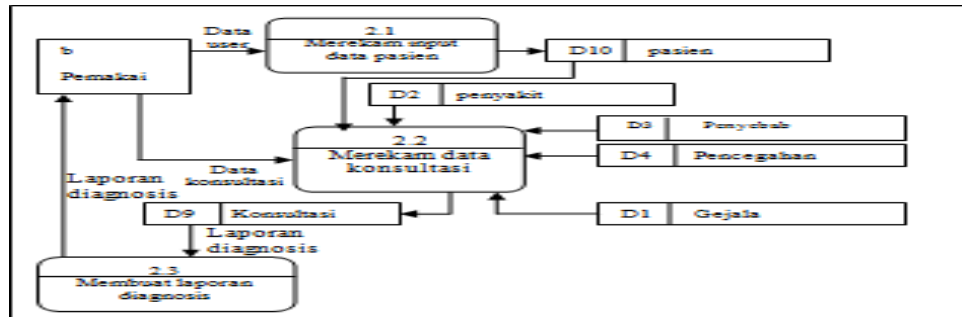 Data
user
2.1
Merekam input
data pasien
D10 pasien
b
Pemakai
D2 penyakit
2.2
Merekam data
konsultasi
D3 Penyebab
D4 Pencegahan
Data
konsultasi
Laporan
diagnosis
D9 Konsultasi
D1 Gejala
Laporan
diagnosis
2.3
Membuat laporan
diagnosis